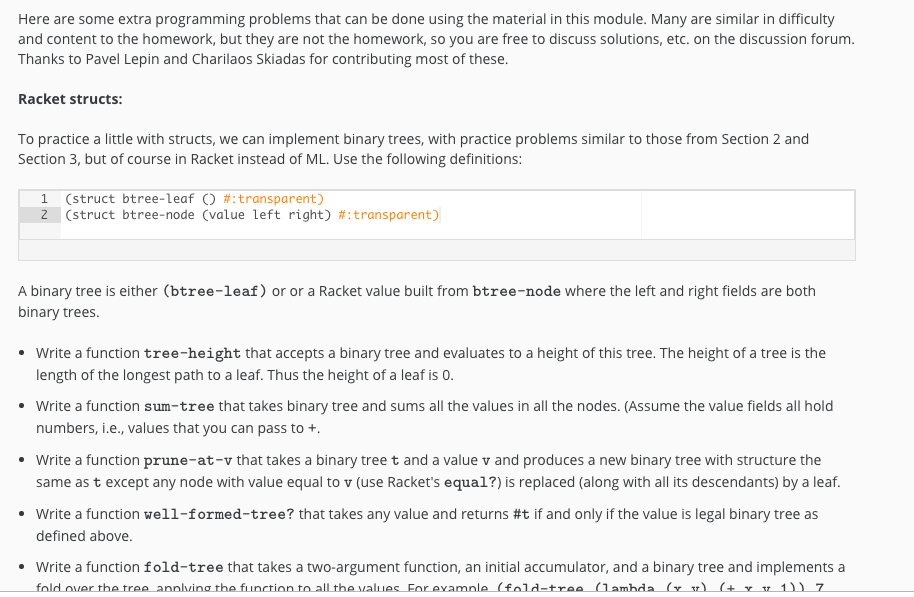 Here are some extra programming problems that can be done using the material in this module. Many are similar in difficulty
and content to the homework, but they are not the homework, so you are free to discuss solutions, etc. on the discussion forum.
Thanks to Pavel Lepin and Charilaos Skiadas for contributing most of these.
Racket structs:
To practice a little with structs, we can implement binary trees, with practice problems similar to those from Section 2 and
Section 3, but of course in Racket instead of ML. Use the following definitions:
1 (struct btree-leaf () #:transparent)
2 (struct btree-node (value left right) #:transparent)
A binary tree is either (btree-leaf) or or a Racket value built from btree-node where the left and right fields are both
binary trees.
• Write a function tree-height that accepts a binary tree and evaluates to a height of this tree. The height of a tree is the
length of the longest path to a leaf. Thus the height of a leaf is 0.
• Write a function sum-tree that takes binary tree and sums all the values in all the nodes. (Assume the value fields all hold
numbers, i.e., values that you can pass to +.
• Write a function prune-at-v that takes a binary tree t and a value v and produces a new binary tree with structure the
same as t except any node with value equal to v (use Racket's equal?) is replaced (along with all its descendants) by a leaf.
• Write a function well-formed-tree? that takes any value and returns #t if and only if the value is legal binary tree as
defined above.
• Write a function fold-tree that takes a two-argument function, an initial accumulator, and a binary tree and implements a
fold over the tree, applying the function to all the values. For example, (fold-tree (lambda (x y) (+ x y 1)) 7